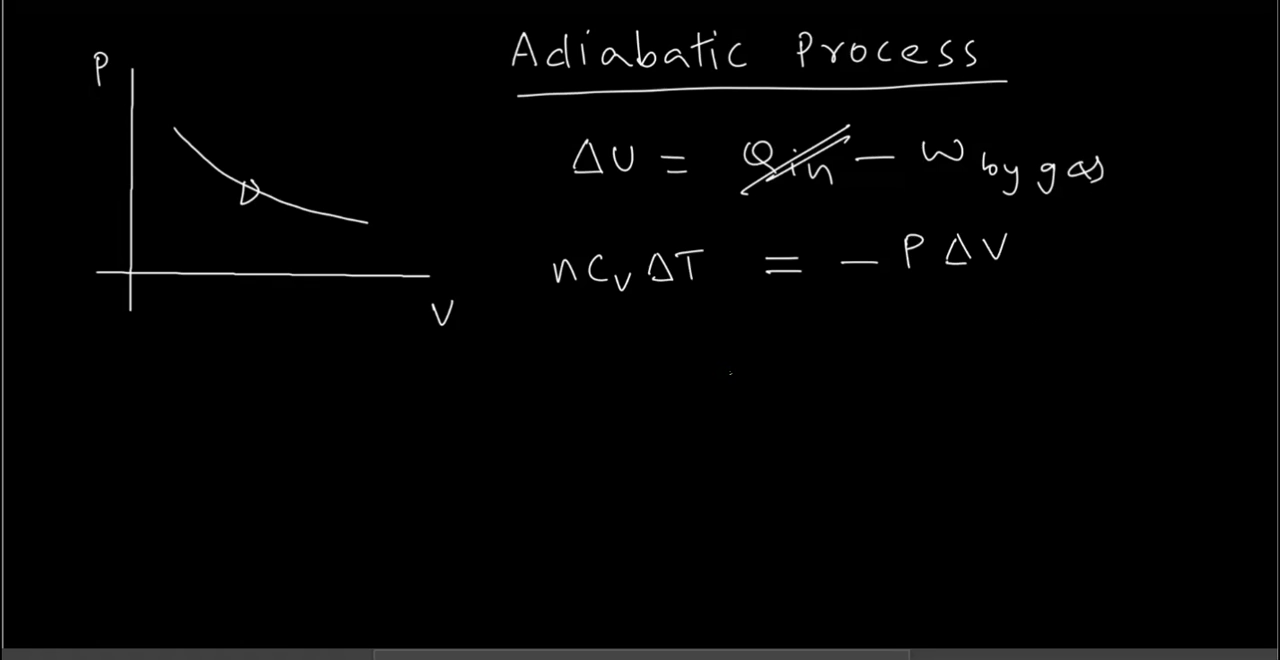 Adiabatic Process
P
ΔU = Qin − W by gas
nCvΔT = − PΔV
V